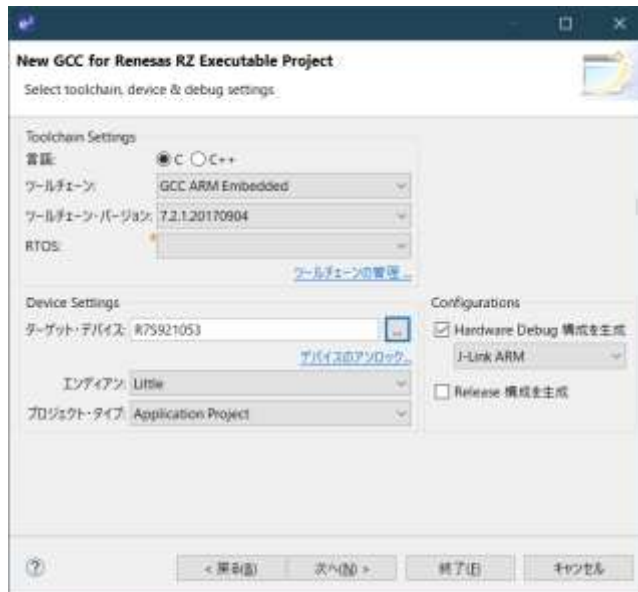 New GCC for Renesas RZ Executable Project
Select toolchain, device & debug settings
Toolchain Settings
言語: C C++
ツールチェーン: GCC ARM Embedded
ツールチェーン・バージョン: 7.2.1.20170904
RTOS:
ツールチェーンの管理...
Device Settings
ターゲット・デバイス: R7S921053 ...
デバイスのアンロック...
エンディアン: Little
プロジェクト・タイプ: Application Project
Configurations
Hardware Debug 構成を生成
J-Link ARM
Release 構成を生成
< 戻る(B) 次へ(N) > 終了(F) キャンセル